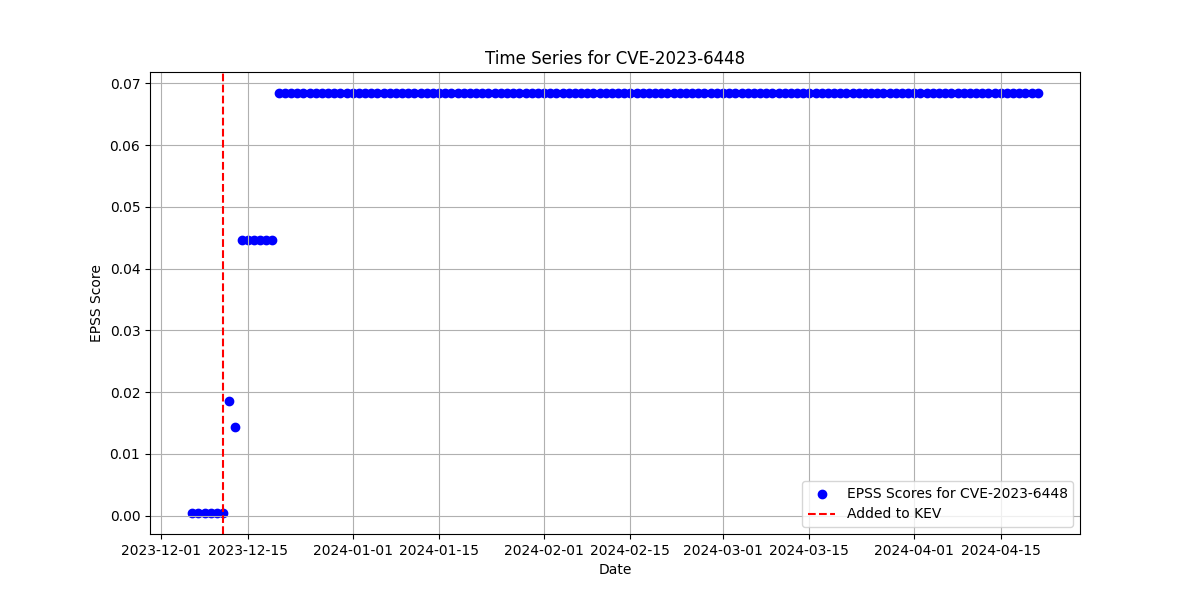 Time Series for CVE-2023-6448
0.07
0.06
0.05
0.04
0.03
0.02
0.01
0.00
EPSS Score
EPSS Scores for CVE-2023-6448
Added to KEV
2023-12-01 2023-12-15 2024-01-01 2024-01-15 2024-02-01 2024-02-15 2024-03-01 2024-03-15 2024-04-01 2024-04-15
Date